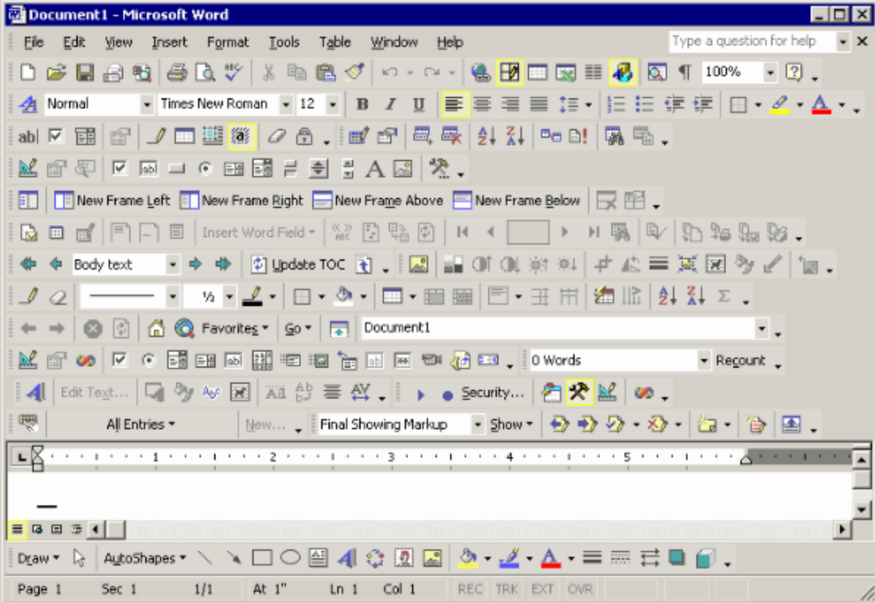 Document1 - Microsoft Word
File Edit View Insert Format Tools Table Window Help Type a question for help
100%
Normal Times New Roman 12 B I U
ab|
ab| A
New Frame Left New Frame Right New Frame Above New Frame Below
Insert Word Field ABC
Body text Update TOC
½
Favorites Go Document1
ab| 0 Words Recount
Edit Text... Security...
All Entries New... Final Showing Markup Show
1 2 3 4 5
Draw AutoShapes
Page 1 Sec 1 1/1 At 1" Ln 1 Col 1 REC TRK EXT OVR